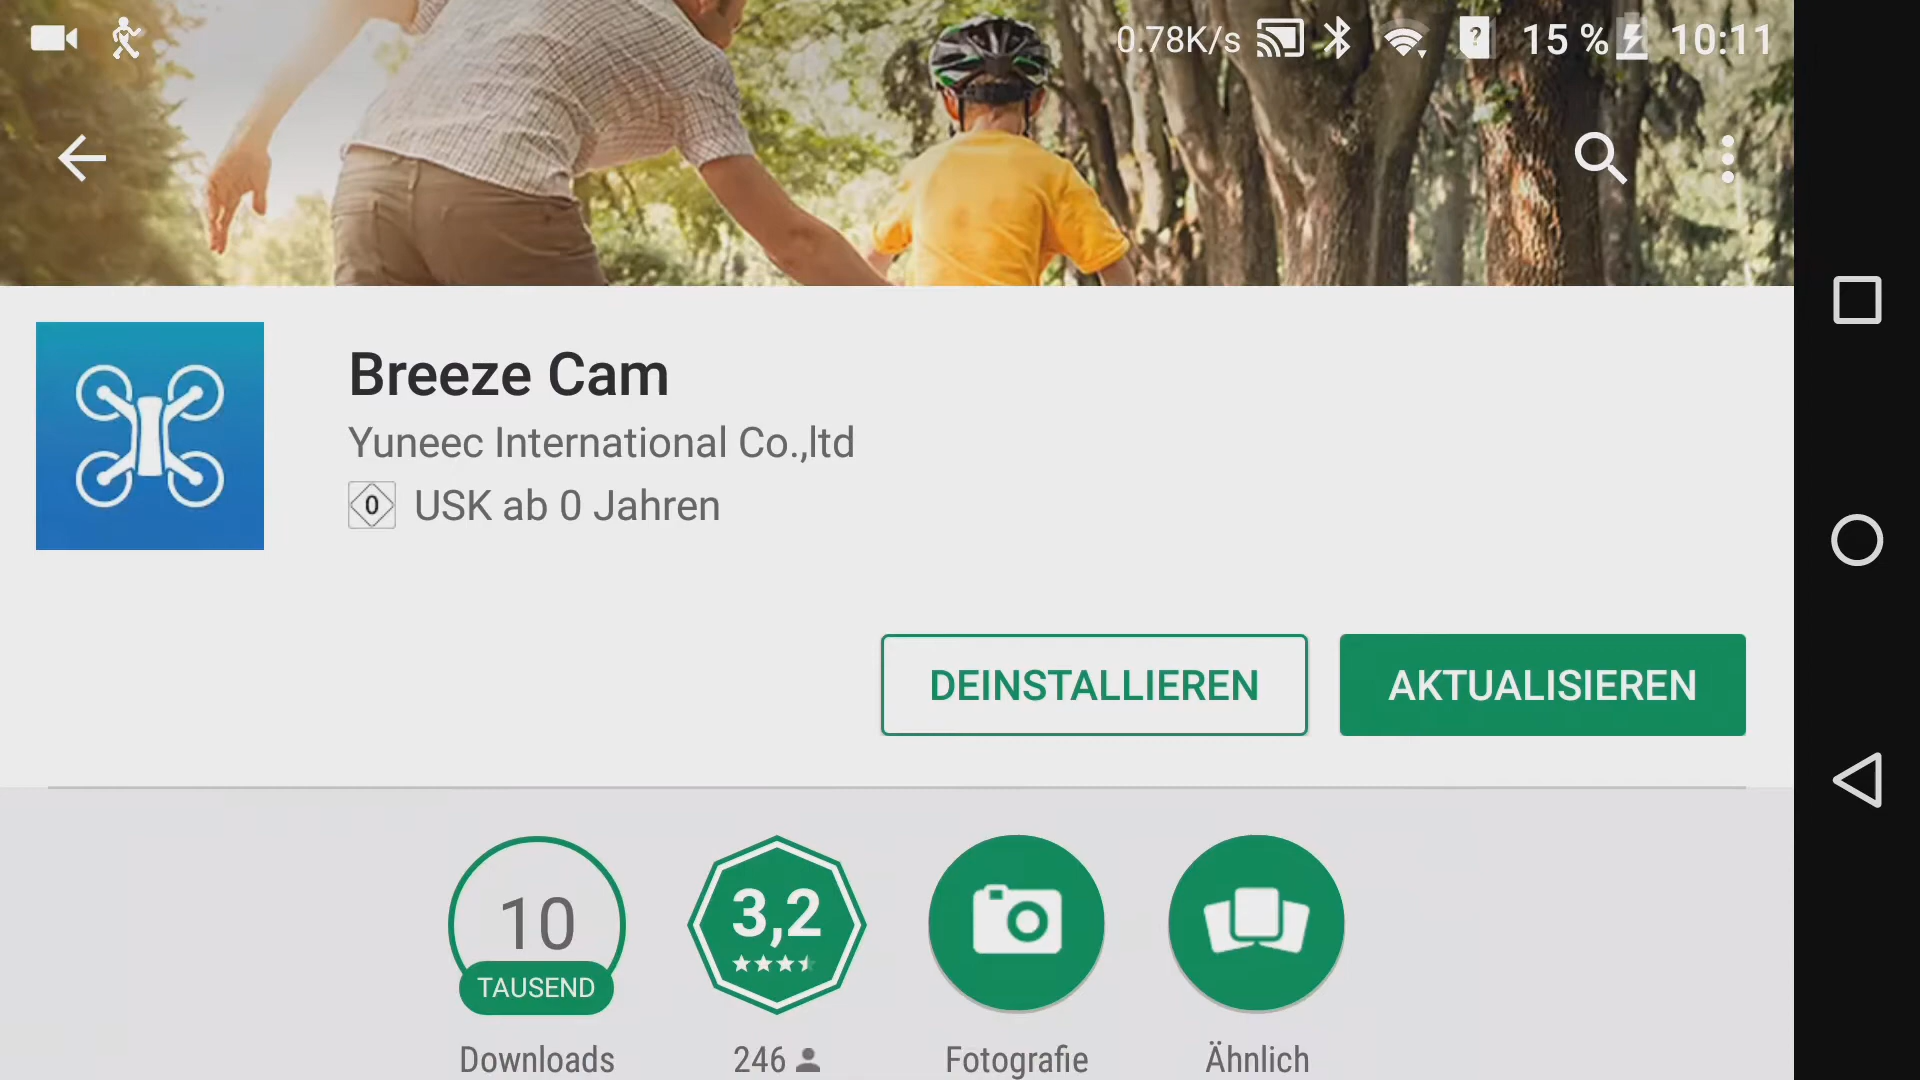 0.78K/s ? 15 % 10:11
Breeze Cam
Yuneec International Co.,ltd
0 USK ab 0 Jahren
DEINSTALLIEREN AKTUALISIEREN
10 3,2
TAUSEND
Downloads 246 Fotografie Ähnlich